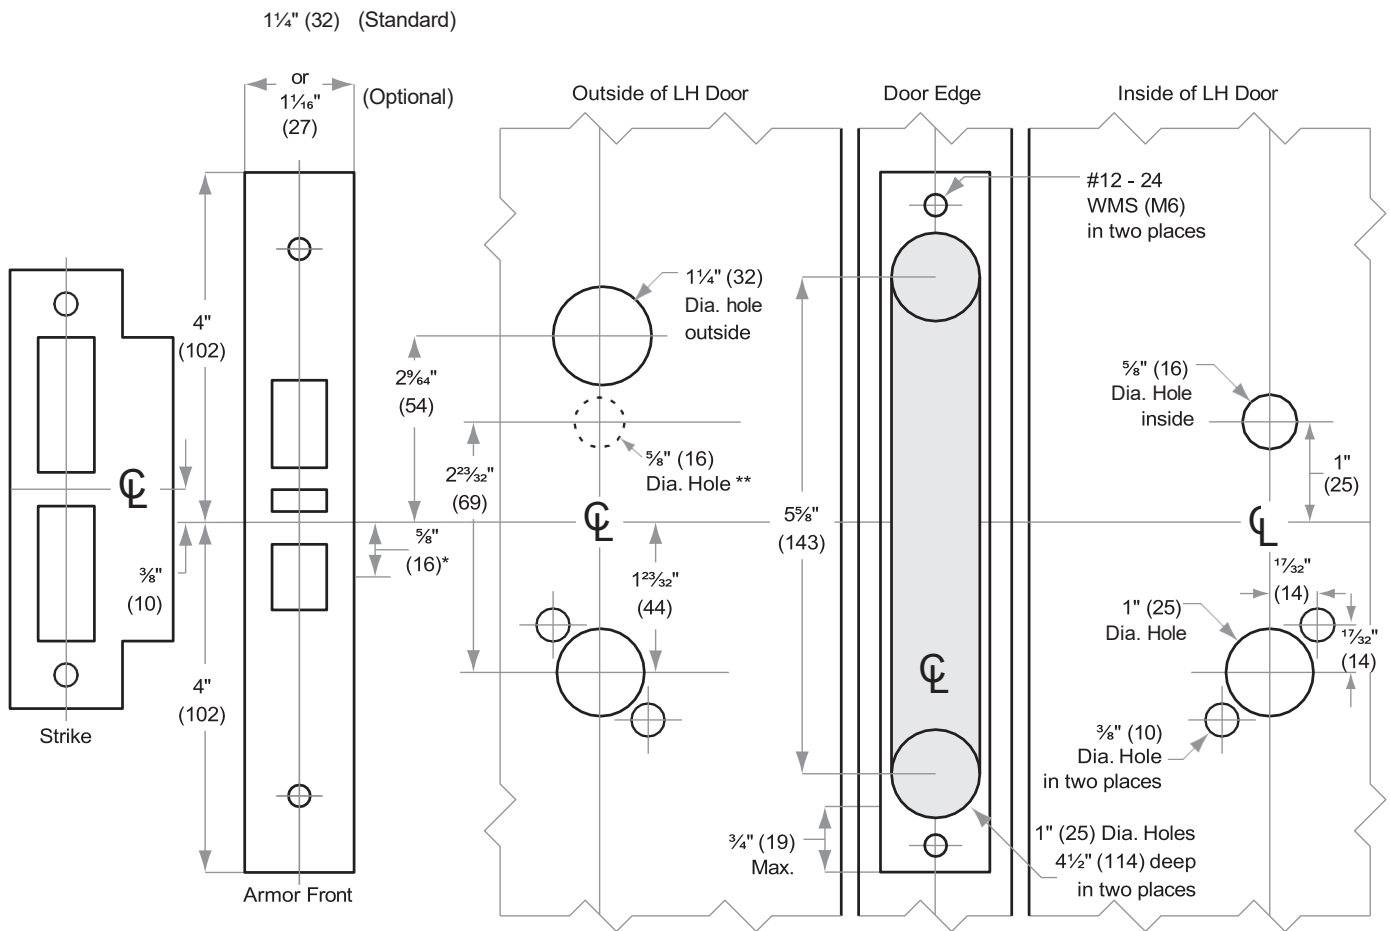 1¼" (32) (Standard)
or
1¹⁄₁₆"
(27)
(Optional)
Outside of LH Door
Door Edge
Inside of LH Door
#12 - 24
WMS (M6)
in two places
4"
(102)
1¼" (32)
Dia. hole
outside
2⁹⁄₆₄"
(54)
⅝" (16)
Dia. Hole
inside
⅝" (16)
Dia. Hole **
2²³⁄₃₂"
(69)
1"
(25)
℄
℄
℄
5⅝"
(143)
⅝"
(16)*
⅜"
(10)
1²³⁄₃₂"
(44)
¹⁷⁄₃₂"
(14)
1" (25)
Dia. Hole
¹⁷⁄₃₂"
(14)
℄
4"
(102)
Strike
⅜" (10)
Dia. Hole
in two places
¾" (19)
Max.
1" (25) Dia. Holes
4½" (114) deep
in two places
Armor Front